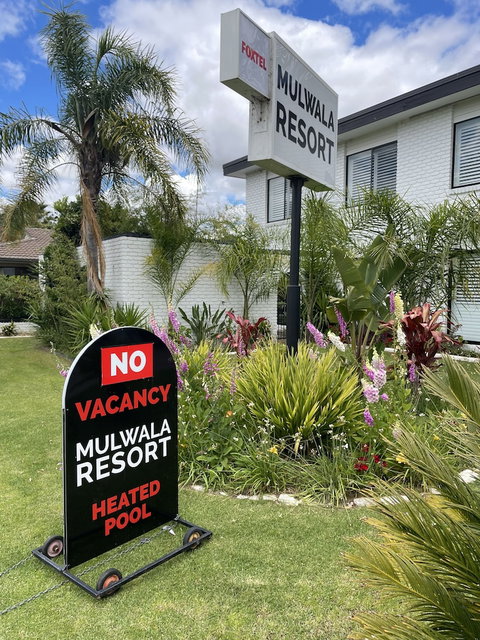 FOXTEL
MULWALA
RESORT
NO
VACANCY
MULWALA
RESORT
HEATED
POOL